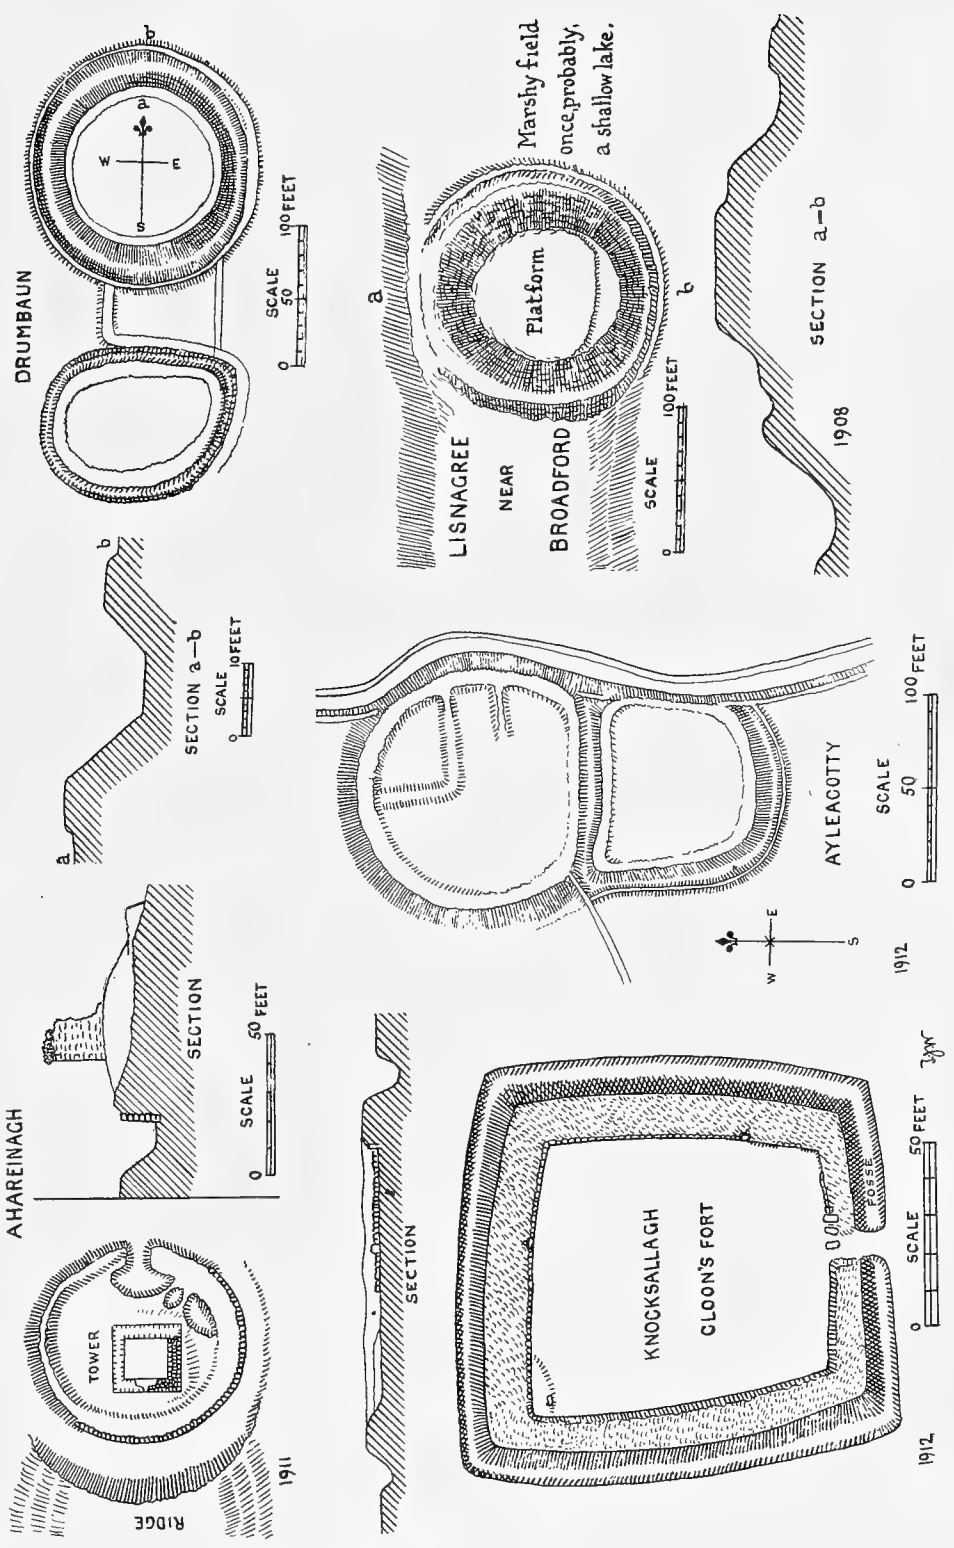 AHAREINACH
TOWER
RIDGE
1911
SECTION
SCALE
0 50 FEET
a b
SECTION a–b
SCALE
0 10 FEET
DRUMBAUN
a
b
W E
S
SCALE
0 50 100 FEET
SECTION
KNOCKSALLAGH
CLOON'S FORT
FOSSE
SCALE
0 50 FEET
1912
W E
S
1912
AYLEACOTTY
SCALE
0 50 100 FEET
LISNAGREE
NEAR
BROADFORD
SCALE
0 100 FEET
a
Platform
b
Marshy field
once, probably,
a shallow lake.
1908
SECTION a–b